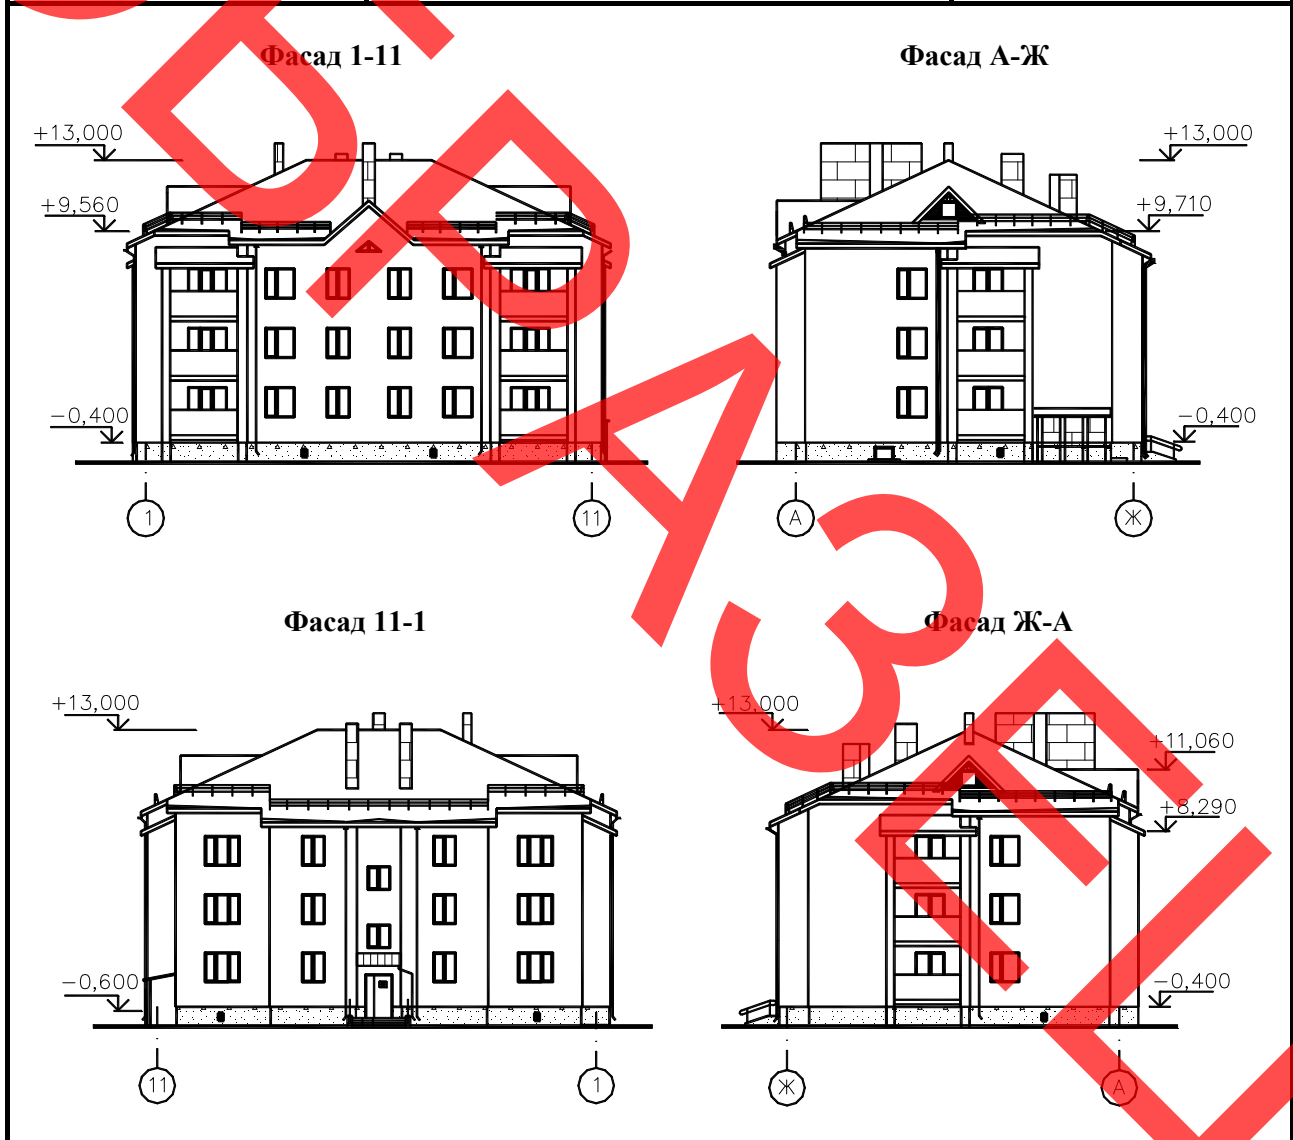 Фасад 1-11
Фасад А-Ж
+13,000
+9,560
-0,400
1
11
+13,000
+9,710
-0,400
А
Ж
Фасад 11-1
Фасад Ж-А
+13,000
-0,600
11
1
+13,000
+11,060
+8,290
-0,400
Ж
А